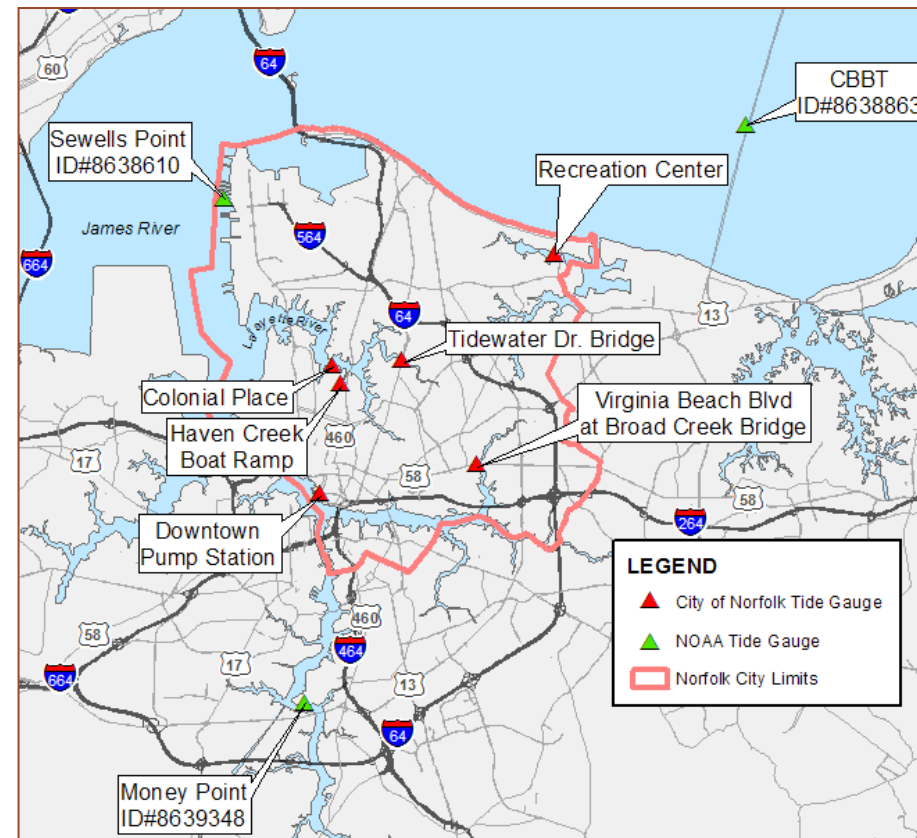 64
60
CBBT
ID#8638863
Sewells Point
ID#8638610
Recreation Center
James River
564
664
64
13
Lafayette River
Tidewater Dr. Bridge
Colonial Place
Virginia Beach Blvd
at Broad Creek Bridge
Haven Creek
Boat Ramp
460
17
58
58
Downtown
Pump Station
264
LEGEND
City of Norfolk Tide Gauge
NOAA Tide Gauge
Norfolk City Limits
460
58
464
17
664
13
64
Money Point
ID#8639348